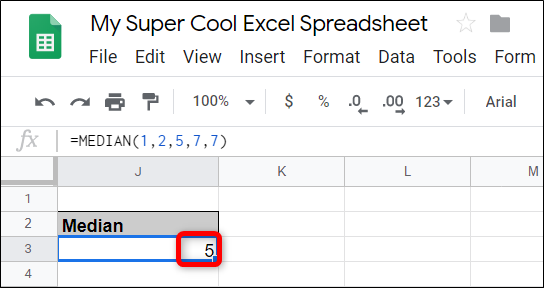 My Super Cool Excel Spreadsheet
File Edit View Insert Format Data Tools Form
100% $ % .0 .00 123 Arial
fx =MEDIAN(1,2,5,7,7)
J K L M
1
2 Median
3 5
4